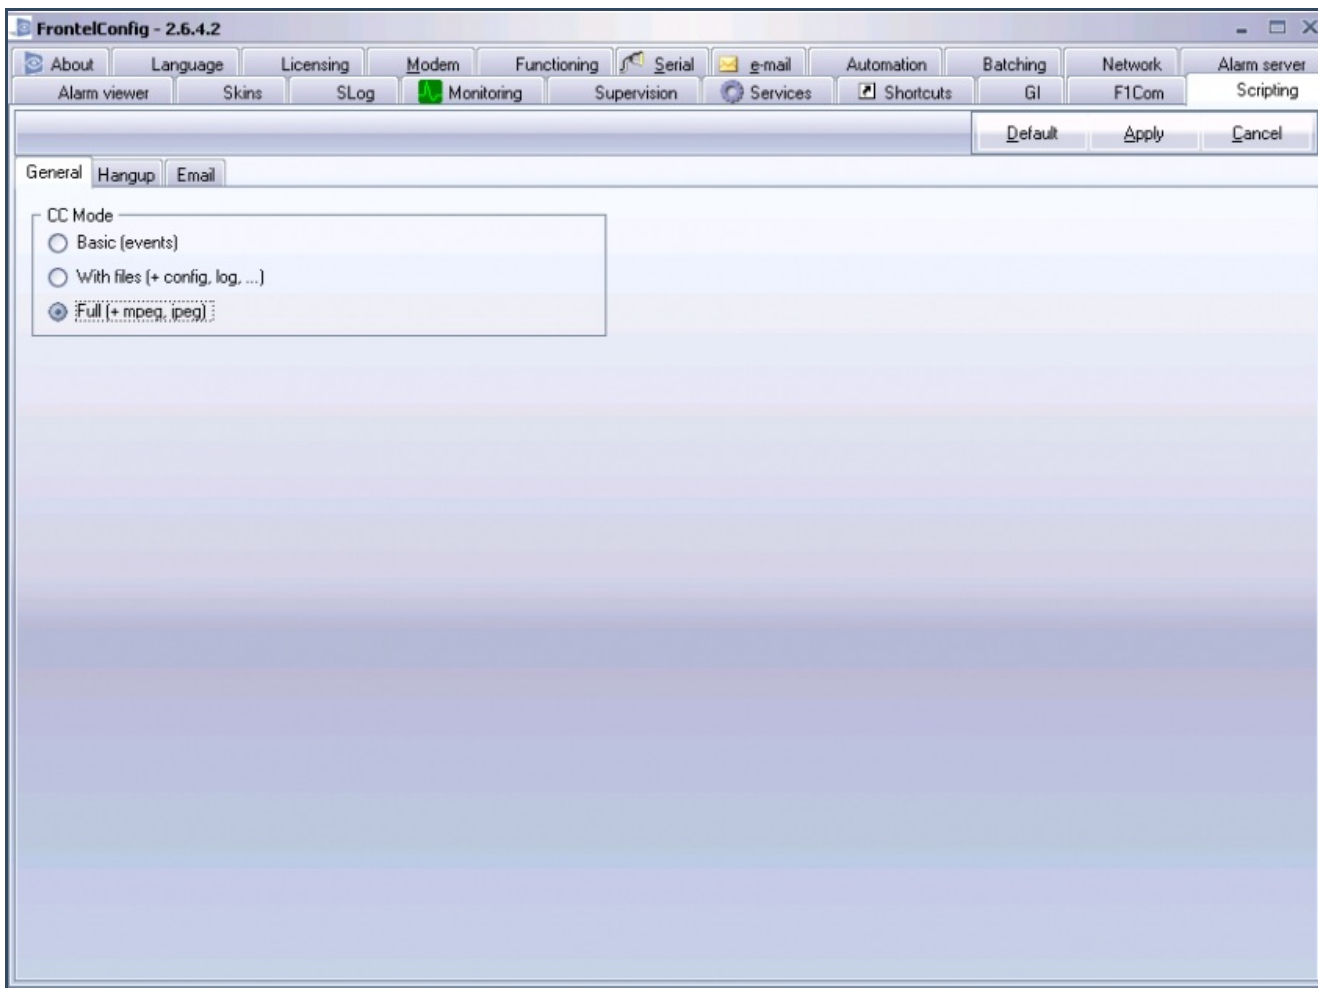 FrontelConfig - 2.6.4.2
About Language Licensing Modem Functioning Serial e-mail Automation Batching Network Alarm server
Alarm viewer Skins SLog Monitoring Supervision Services Shortcuts GI F1Com Scripting
Default Apply Cancel
General Hangup Email
CC Mode
Basic (events)
With files (+ config, log, ...)
Full (+ mpeg, jpeg)